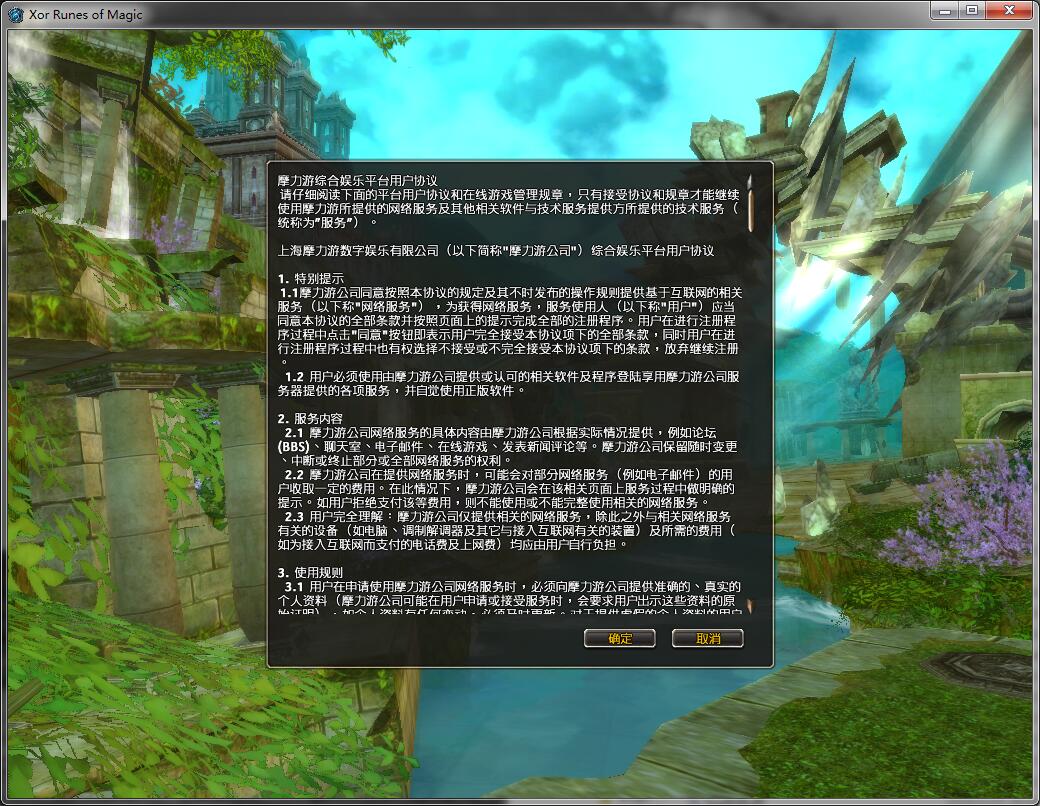 Xor Runes of Magic
摩力游综合娱乐平台用户协议
请仔细阅读下面的平台用户协议和在线游戏管理规章，只有接受协议和规章才能继续
使用摩力游所提供的网络服务及其他相关软件与技术服务提供方所提供的技术服务（
统称为"服务"）。
上海摩力游数字娱乐有限公司（以下简称"摩力游公司"）综合娱乐平台用户协议
1. 特别提示
1.1摩力游公司同意按照本协议的规定及其不时发布的操作规则提供基于互联网的相关
服务（以下称"网络服务"），为获得网络服务，服务使用人（以下称"用户"）应当
同意本协议的全部条款并按照页面上的提示完成全部的注册程序。用户在进行注册程
序过程中点击"同意"按钮即表示用户完全接受本协议项下的全部条款，同时用户在进
行注册程序过程中也有权选择不接受或不完全接受本协议项下的条款，放弃继续注册
。
1.2 用户必须使用由摩力游公司提供或认可的相关软件及程序登陆享用摩力游公司服
务器提供的各项服务，并自觉使用正版软件。
2. 服务内容
2.1 摩力游公司网络服务的具体内容由摩力游公司根据实际情况提供，例如论坛
(BBS)、聊天室、电子邮件、在线游戏、发表新闻评论等。摩力游公司保留随时变更
、中断或终止部分或全部网络服务的权利。
2.2 摩力游公司在提供网络服务时，可能会对部分网络服务（例如电子邮件）的用
户收取一定的费用。在此情况下，摩力游公司会在该相关页面上服务过程中做明确的
提示。如用户拒绝支付该等费用，则不能使用或不能完整使用相关的网络服务。
2.3 用户完全理解：摩力游公司仅提供相关的网络服务，除此之外与相关网络服务
有关的设备（如电脑、调制解调器及其它与接入互联网有关的装置）及所需的费用（
如为接入互联网而支付的电话费及上网费）均应由用户自行负担。
3. 使用规则
3.1 用户在申请使用摩力游公司网络服务时，必须向摩力游公司提供准确的、真实的
个人资料（摩力游公司可能在用户申请或接受服务时，会要求用户出示这些资料的原
始证明），如个人资料有任何变动，必须及时更新。对于提供虚假的个人资料的用户
确定
取消